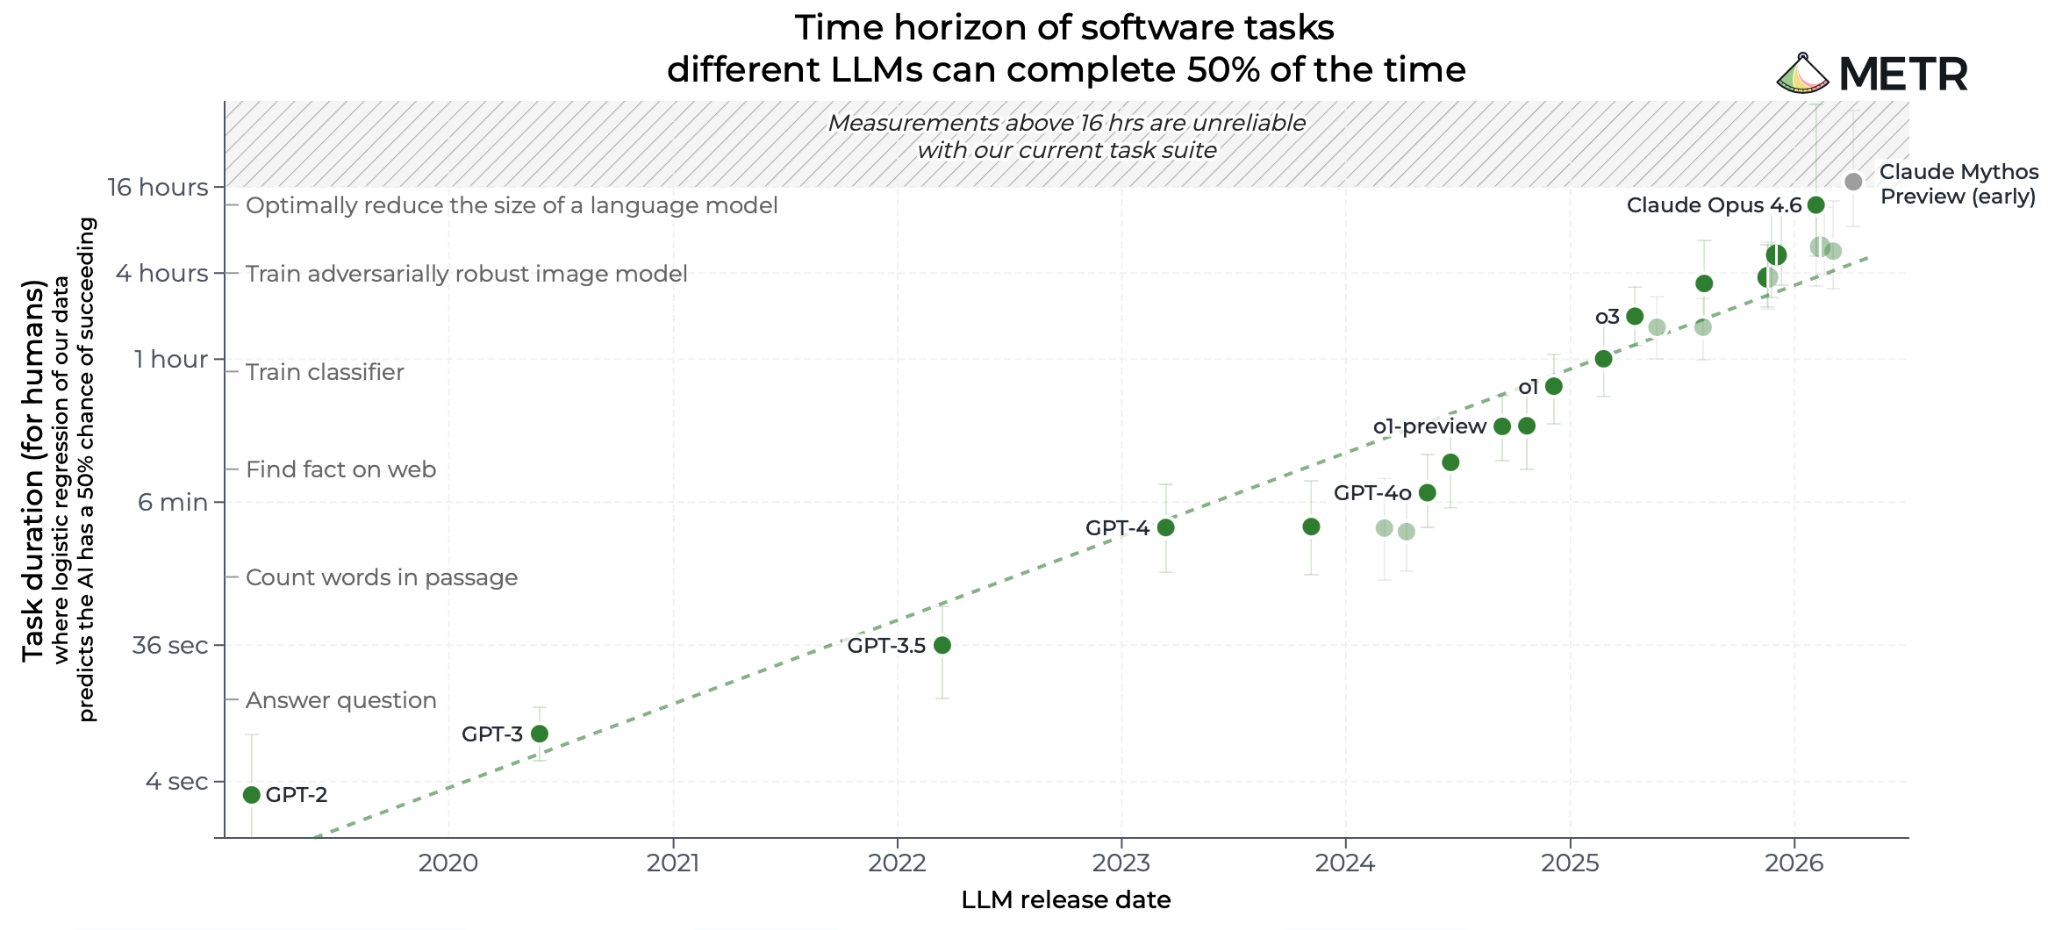 Time horizon of software tasks
different LLMs can complete 50% of the time
METR
Measurements above 16 hrs are unreliable
with our current task suite
Task duration (for humans)
where logistic regression of our data
predicts the AI has a 50% chance of succeeding
16 hours
4 hours
1 hour
6 min
36 sec
4 sec
Optimally reduce the size of a language model
Train adversarially robust image model
Train classifier
Find fact on web
Count words in passage
Answer question
GPT-2
GPT-3
GPT-3.5
GPT-4
GPT-4o
o1-preview
o1
o3
Claude Opus 4.6
Claude Mythos
Preview (early)
2020
2021
2022
2023
2024
2025
2026
LLM release date